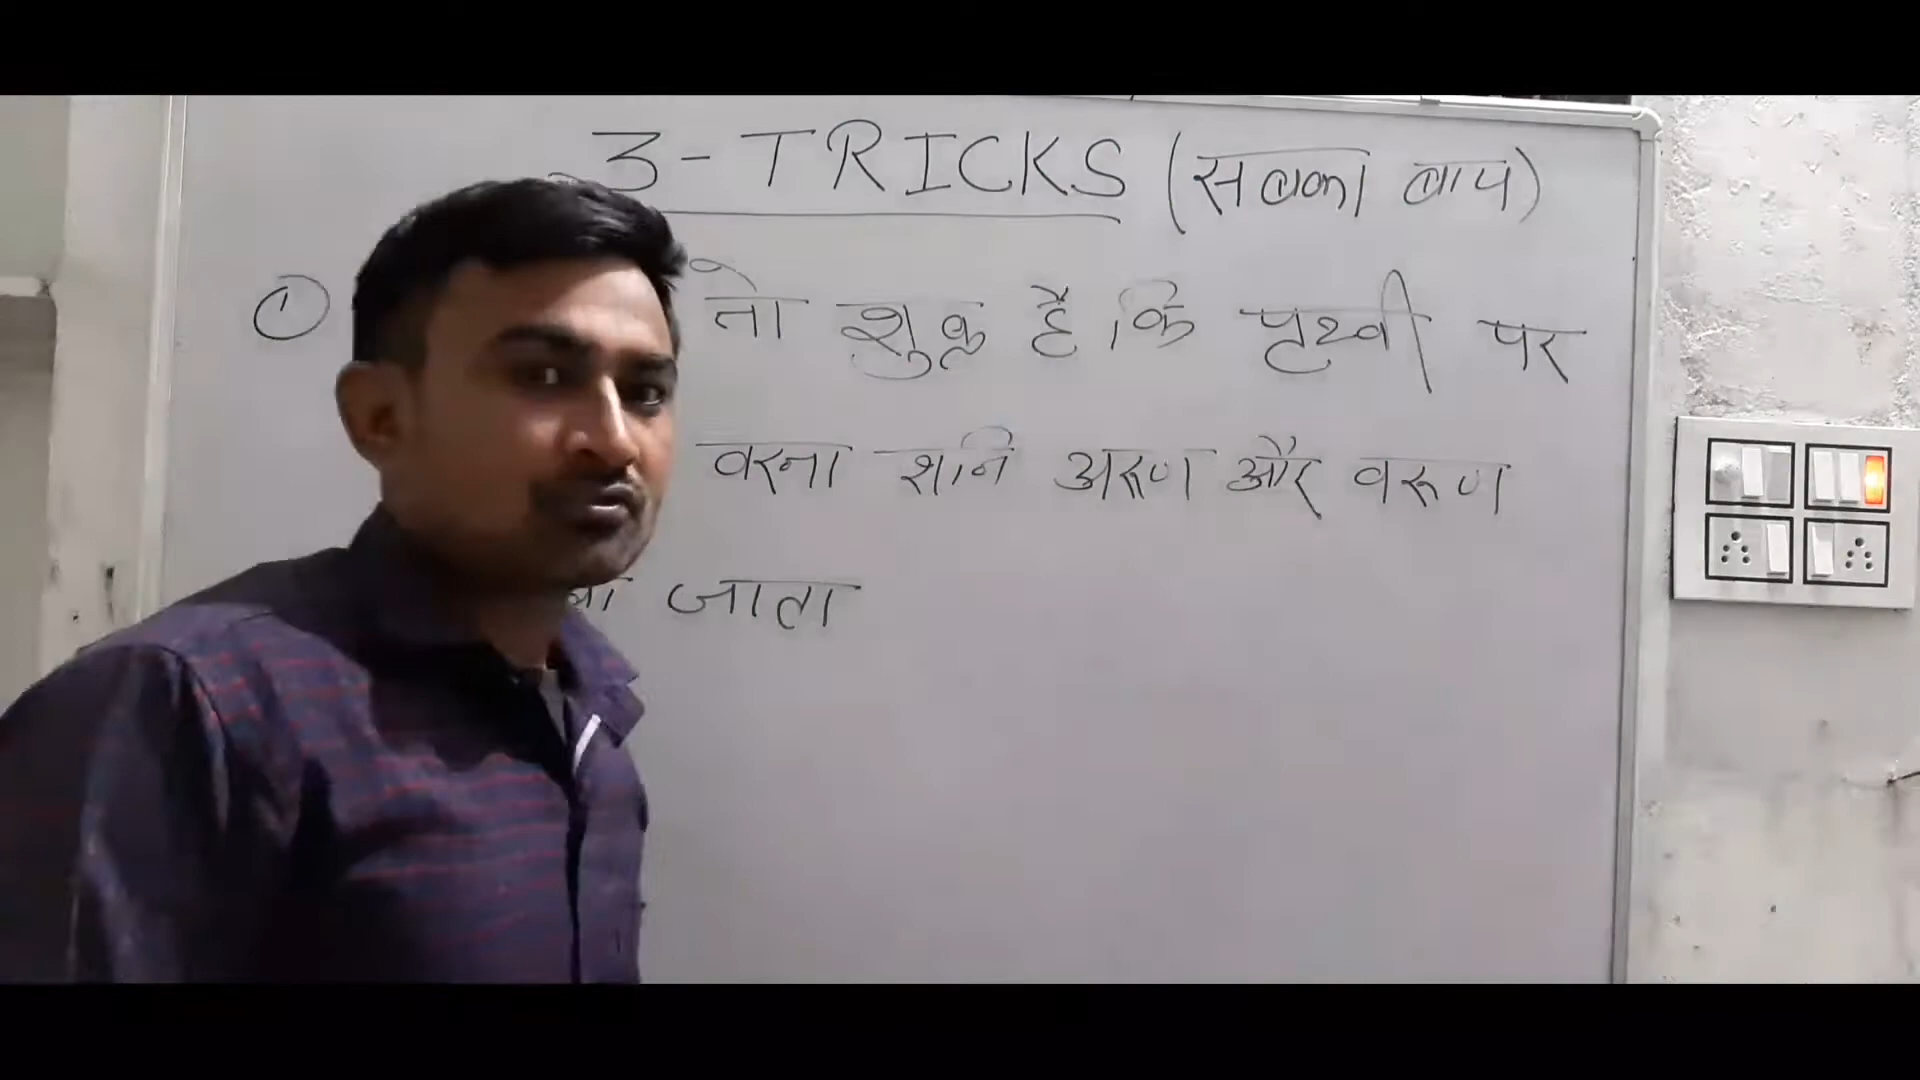 3-TRICKS (सबका बाप)
① तो शुक्र है कि पृथ्वी पर
वरना शनि अरूण और वरूण
जाता